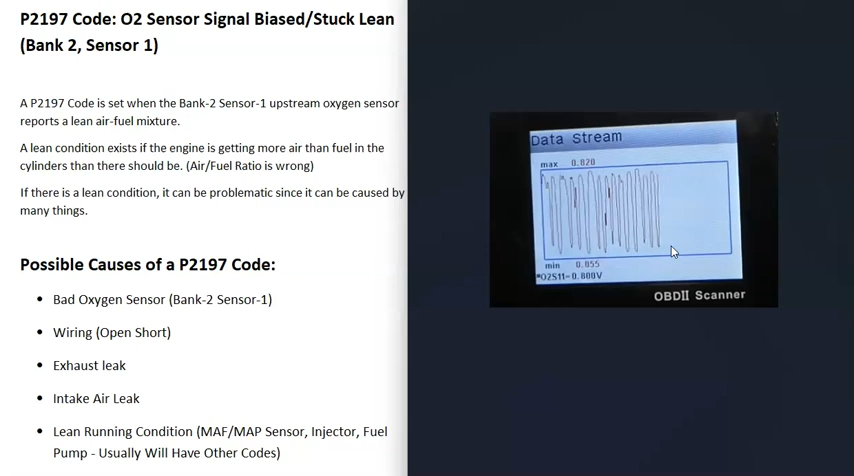 P2197 Code: O2 Sensor Signal Biased/Stuck Lean
(Bank 2, Sensor 1)
A P2197 Code is set when the Bank-2 Sensor-1 upstream oxygen sensor
reports a lean air-fuel mixture.
A lean condition exists if the engine is getting more air than fuel in the
cylinders than there should be. (Air/Fuel Ratio is wrong)
If there is a lean condition, it can be problematic since it can be caused by
many things.
Possible Causes of a P2197 Code:
• Bad Oxygen Sensor (Bank-2 Sensor-1)
• Wiring (Open Short)
• Exhaust leak
• Intake Air Leak
• Lean Running Condition (MAF/MAP Sensor, Injector, Fuel
Pump - Usually Will Have Other Codes)
Data Stream
max 0.820
min 0.055
*O2S11=0.800V
OBDII Scanner